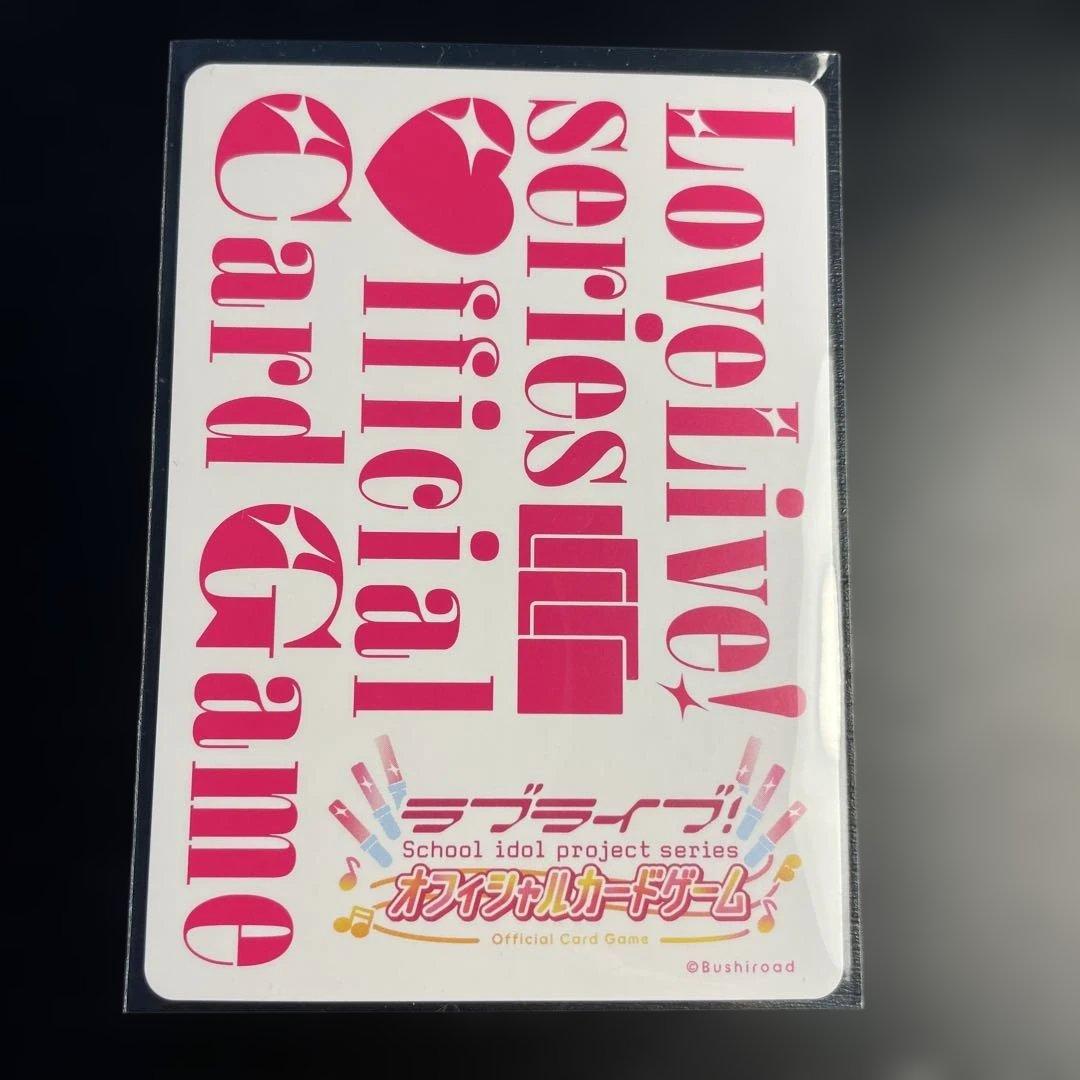 LoveLive!
series
fficial
Card Game
ラブライブ!
School idol project series
オフィシャルカードゲーム
Official Card Game
©Bushiroad